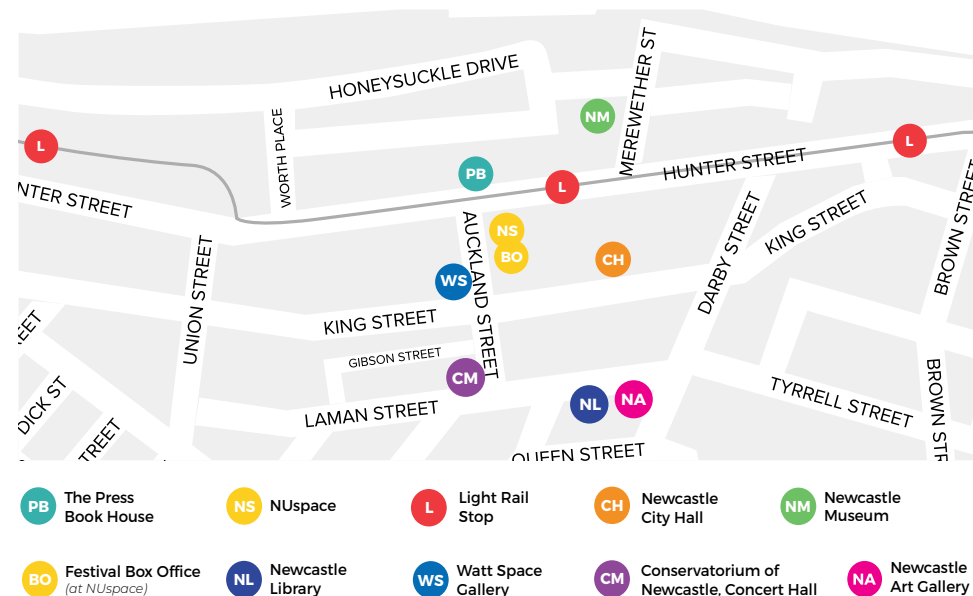 MEREWETHER ST
HONEYSUCKLE DRIVE
WORTH PLACE
NM
L
L
HUNTER STREET
PB
L
NTER STREET
BROWN STREET
KING STREET
DARBY STREET
AUCKLAND STREET
NS
BO
CH
WS
UNION STREET
KING STREET
REET
GIBSON STREET
CM
BROWN STR
DICK ST
LAMAN STREET
NL
NA
TYRRELL STREET
TREET
QUEEN STREET
PB
The Press
Book House
NS
NUspace
L
Light Rail
Stop
CH
Newcastle
City Hall
NM
Newcastle
Museum
BO
Festival Box Office
(at NUspace)
NL
Newcastle
Library
WS
Watt Space
Gallery
CM
Conservatorium of
Newcastle, Concert Hall
NA
Newcastle
Art Gallery